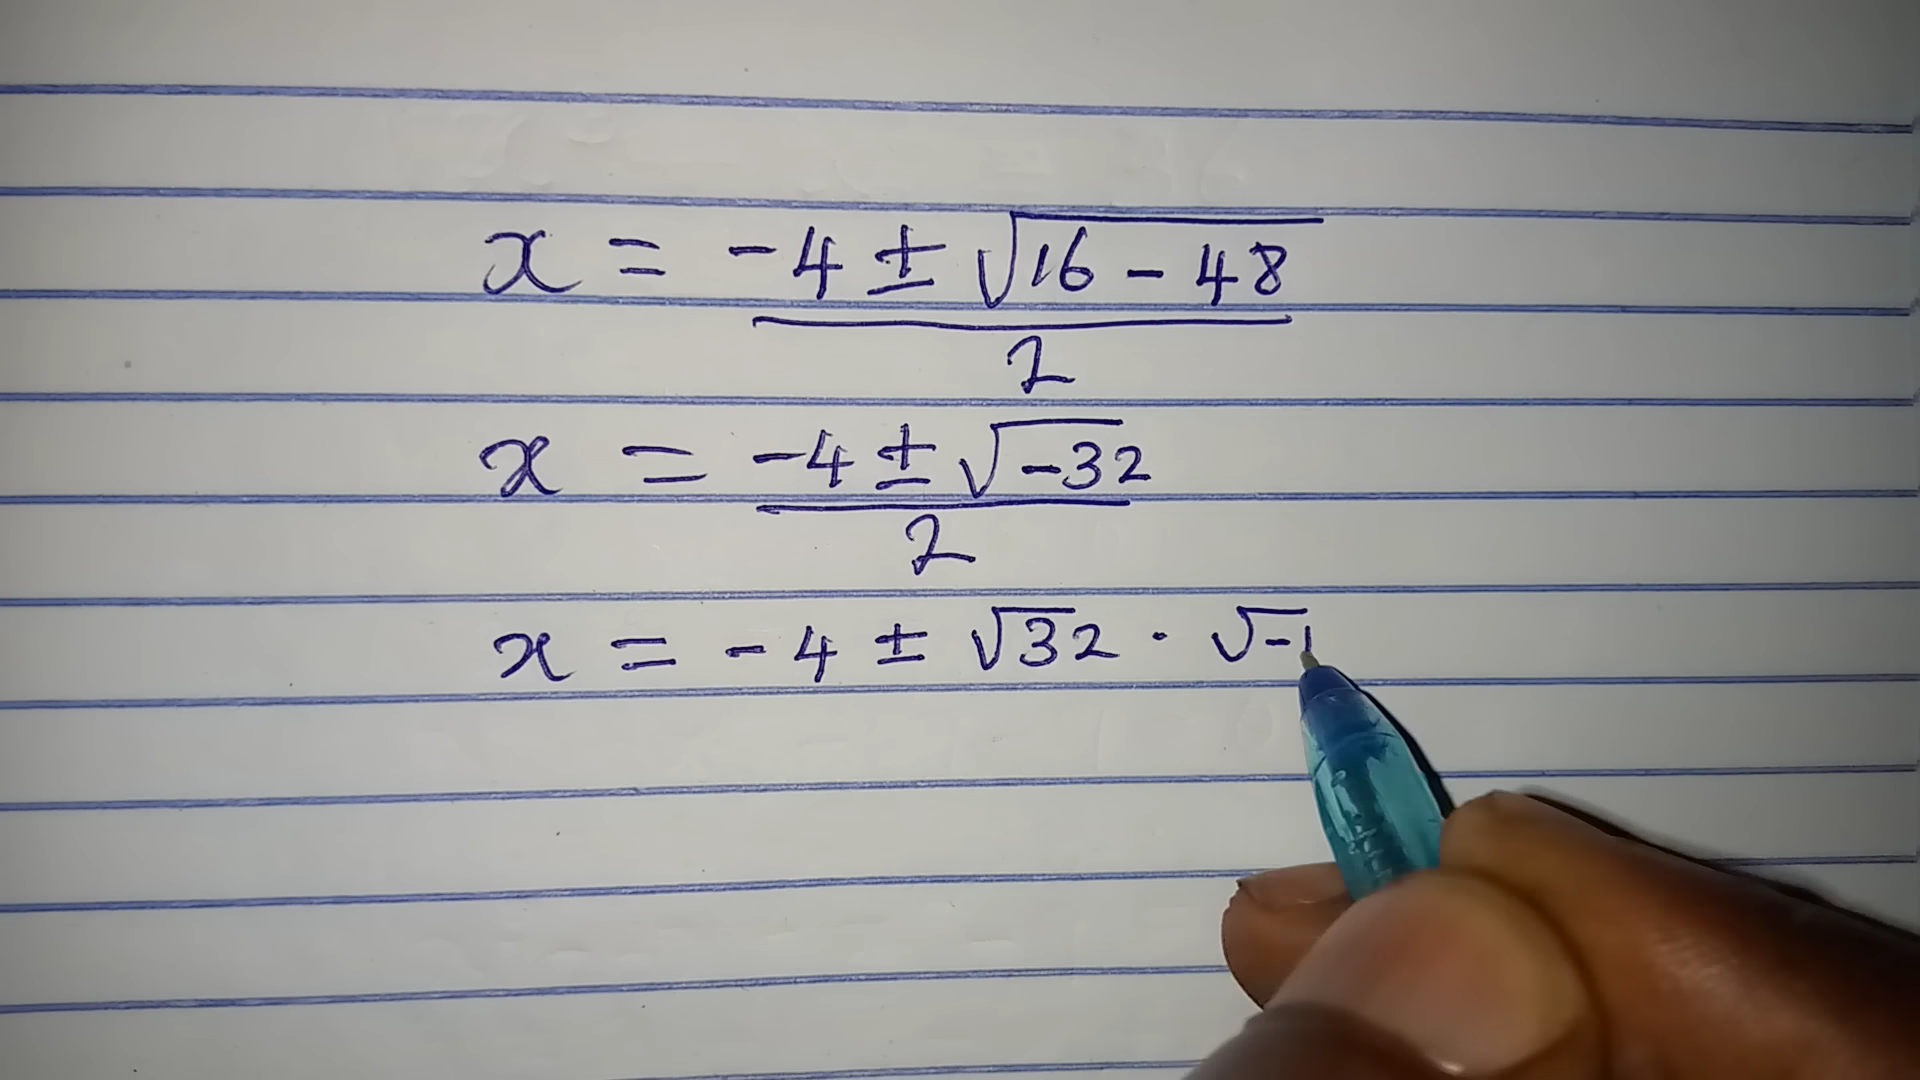 x = -4 ± √16 - 48
2
x = -4 ± √-32
2
x = -4 ± √32 · √-1